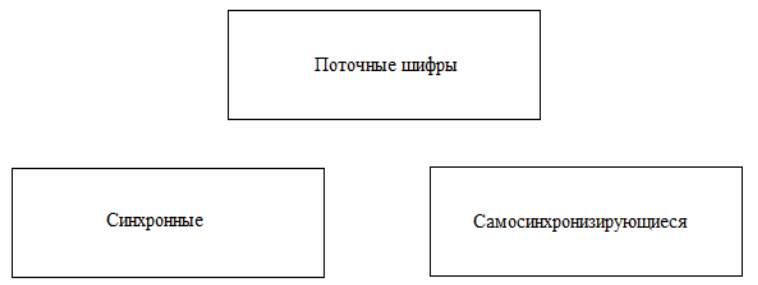 Поточные шифры
Синхронные
Самосинхронизирующиеся